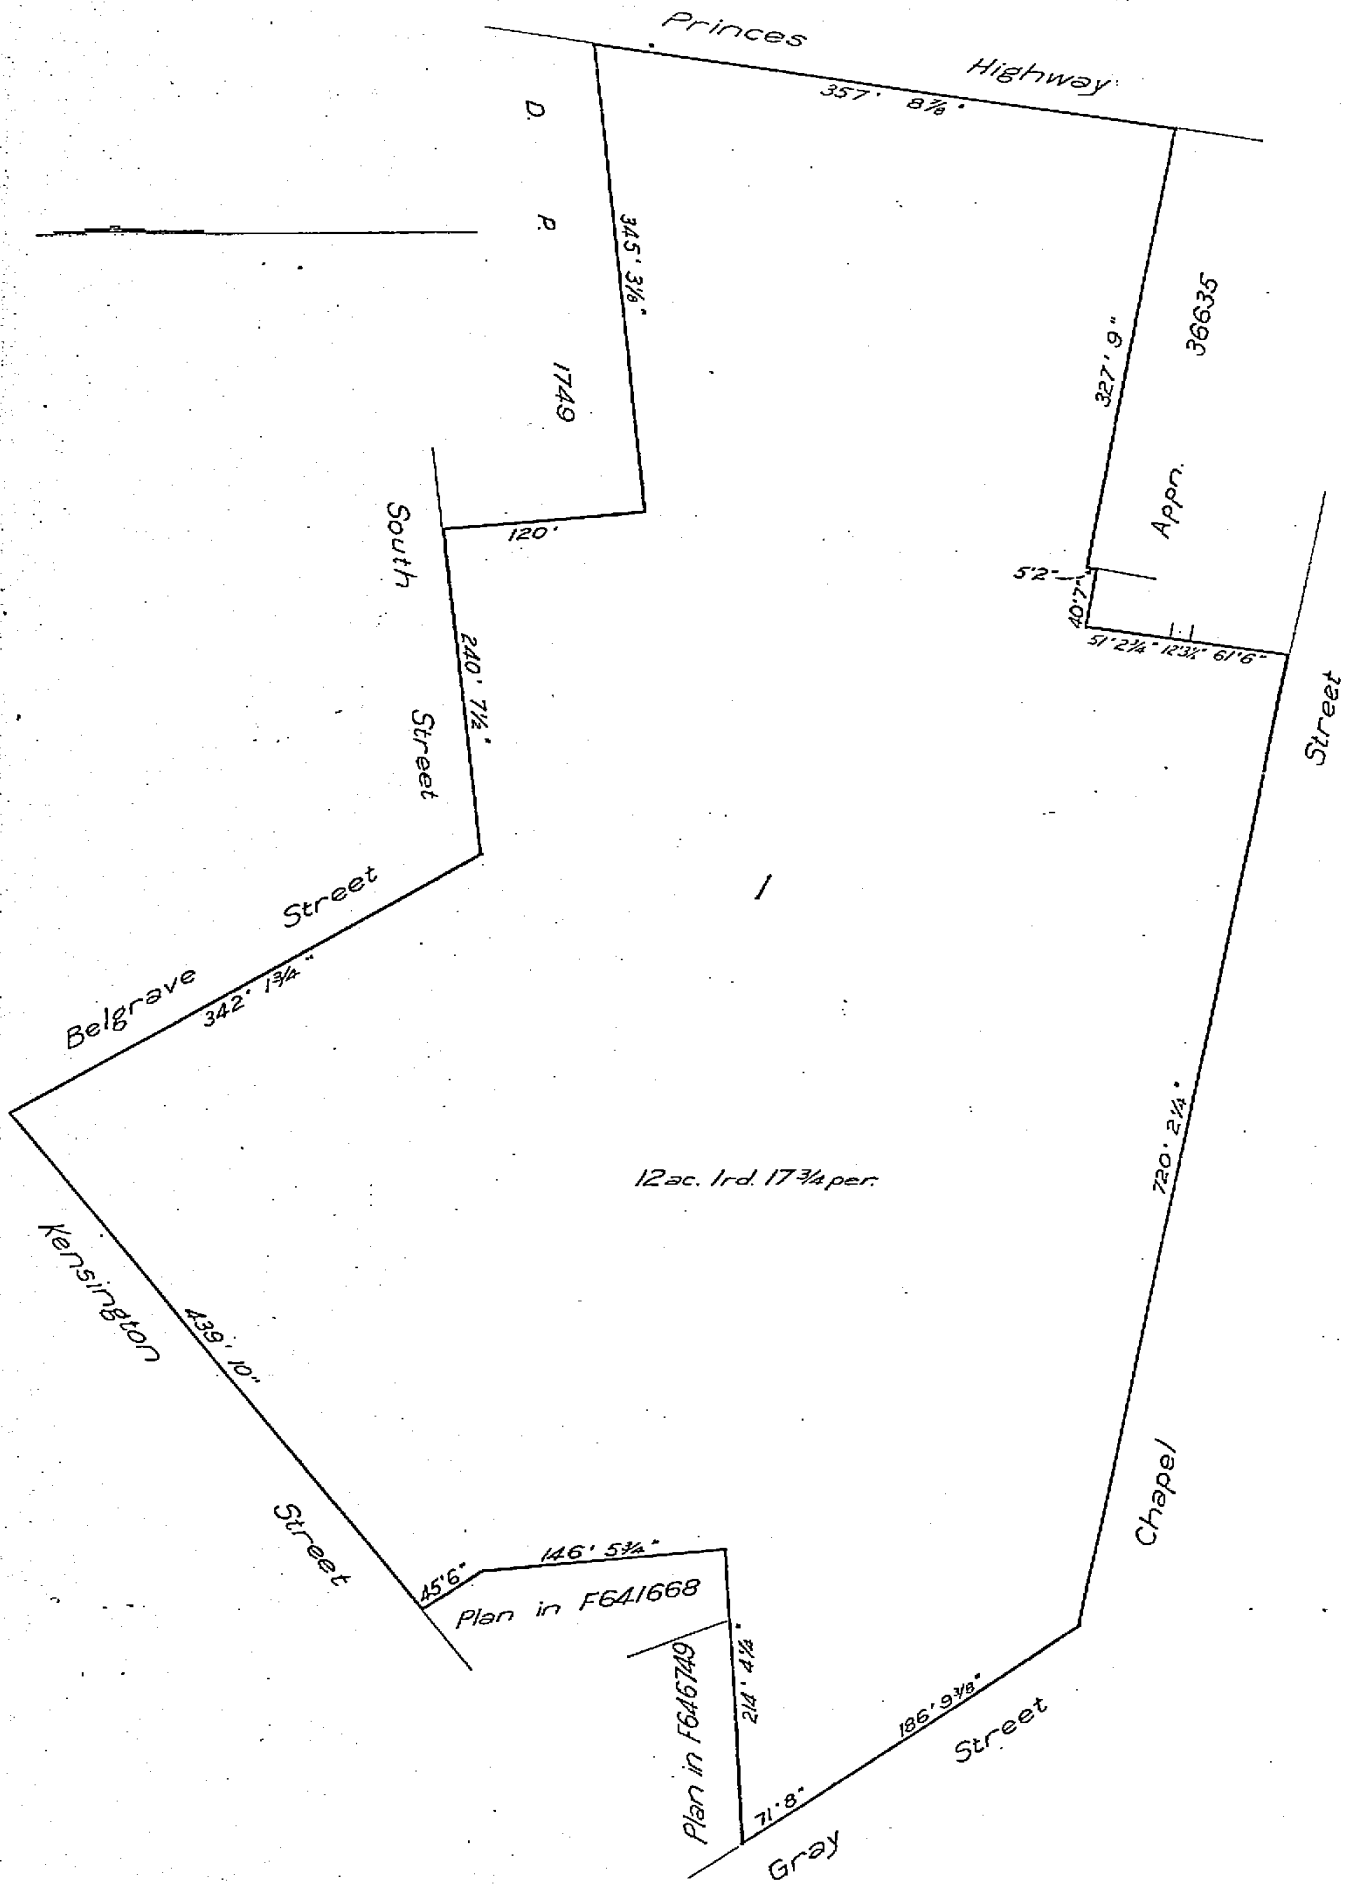 Princes Highway
357' 8⅞"
D. P. 1749
345' 3⅛"
36635
Appn.
327' 9"
5'2"
40'7"
51'2¾" 12'3¼" 61'6"
120'
South Street
240' 7½"
Belgrave Street
342' 1¾"
1
12ac. 1rd. 17¾per.
720' 2¼"
Chapel Street
Kensington Street
439' 10"
45'6"
146' 5¾"
Plan in F641668
Plan in F646749
214' 4¼"
186' 9⅜"
71'8"
Gray Street